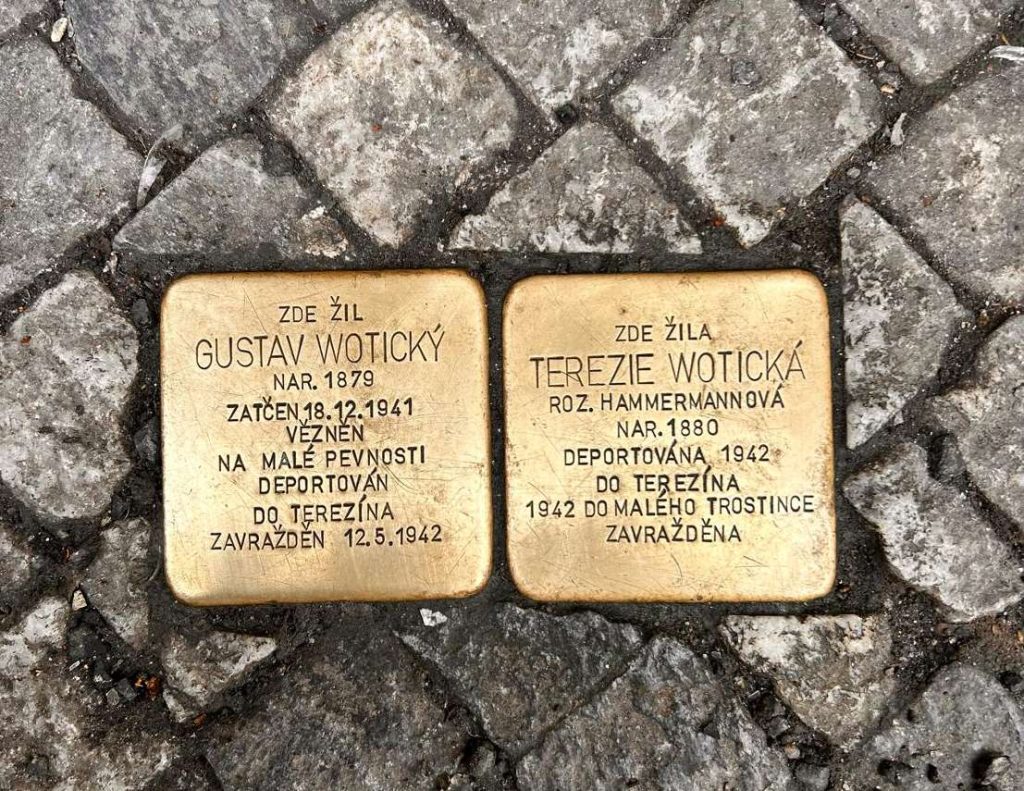 ZDE ŽIL
GUSTAV WOTICKÝ
NAR. 1879
ZATČEN 18.12.1941
VĚZNĚN
NA MALÉ PEVNOSTI
DEPORTOVÁN
DO TEREZÍNA
ZAVRAŽDĚN 12.5.1942
ZDE ŽILA
TEREZIE WOTICKÁ
ROZ. HAMMERMANNOVÁ
NAR. 1880
DEPORTOVÁNA 1942
DO TEREZÍNA
1942 DO MALÉHO TROSTINCE
ZAVRAŽDĚNA